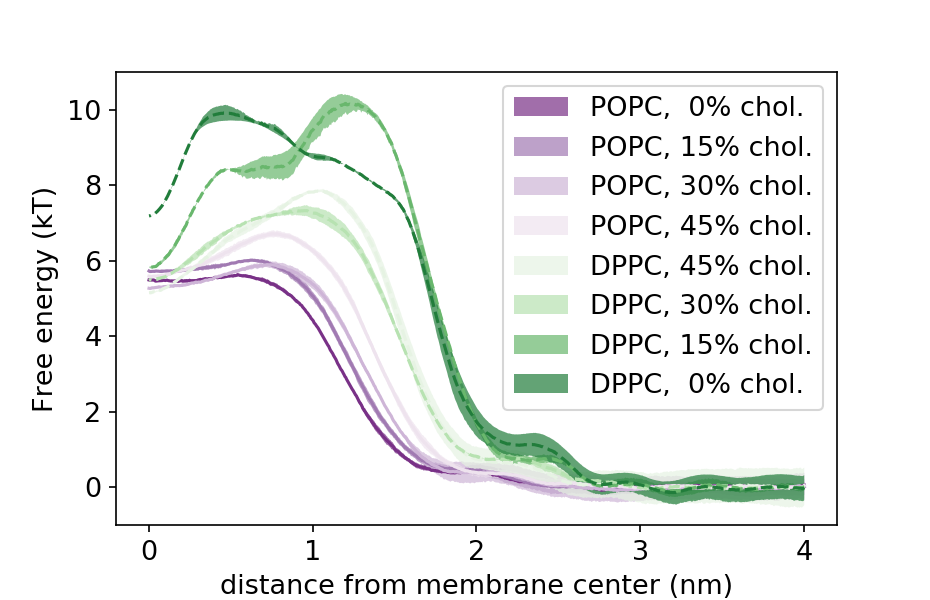 10
8
6
4
2
0
Free energy (kT)
POPC,  0% chol.
POPC, 15% chol.
POPC, 30% chol.
POPC, 45% chol.
DPPC, 45% chol.
DPPC, 30% chol.
DPPC, 15% chol.
DPPC,  0% chol.
0 1 2 3 4
distance from membrane center (nm)